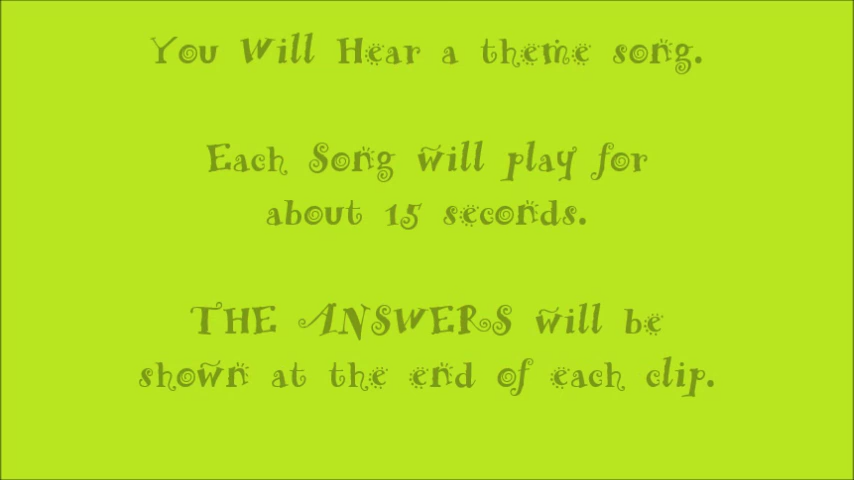 You Will Hear a theme song.
Each Song will play for
about 15 seconds.
THE ANSWERS will be
shown at the end of each clip.